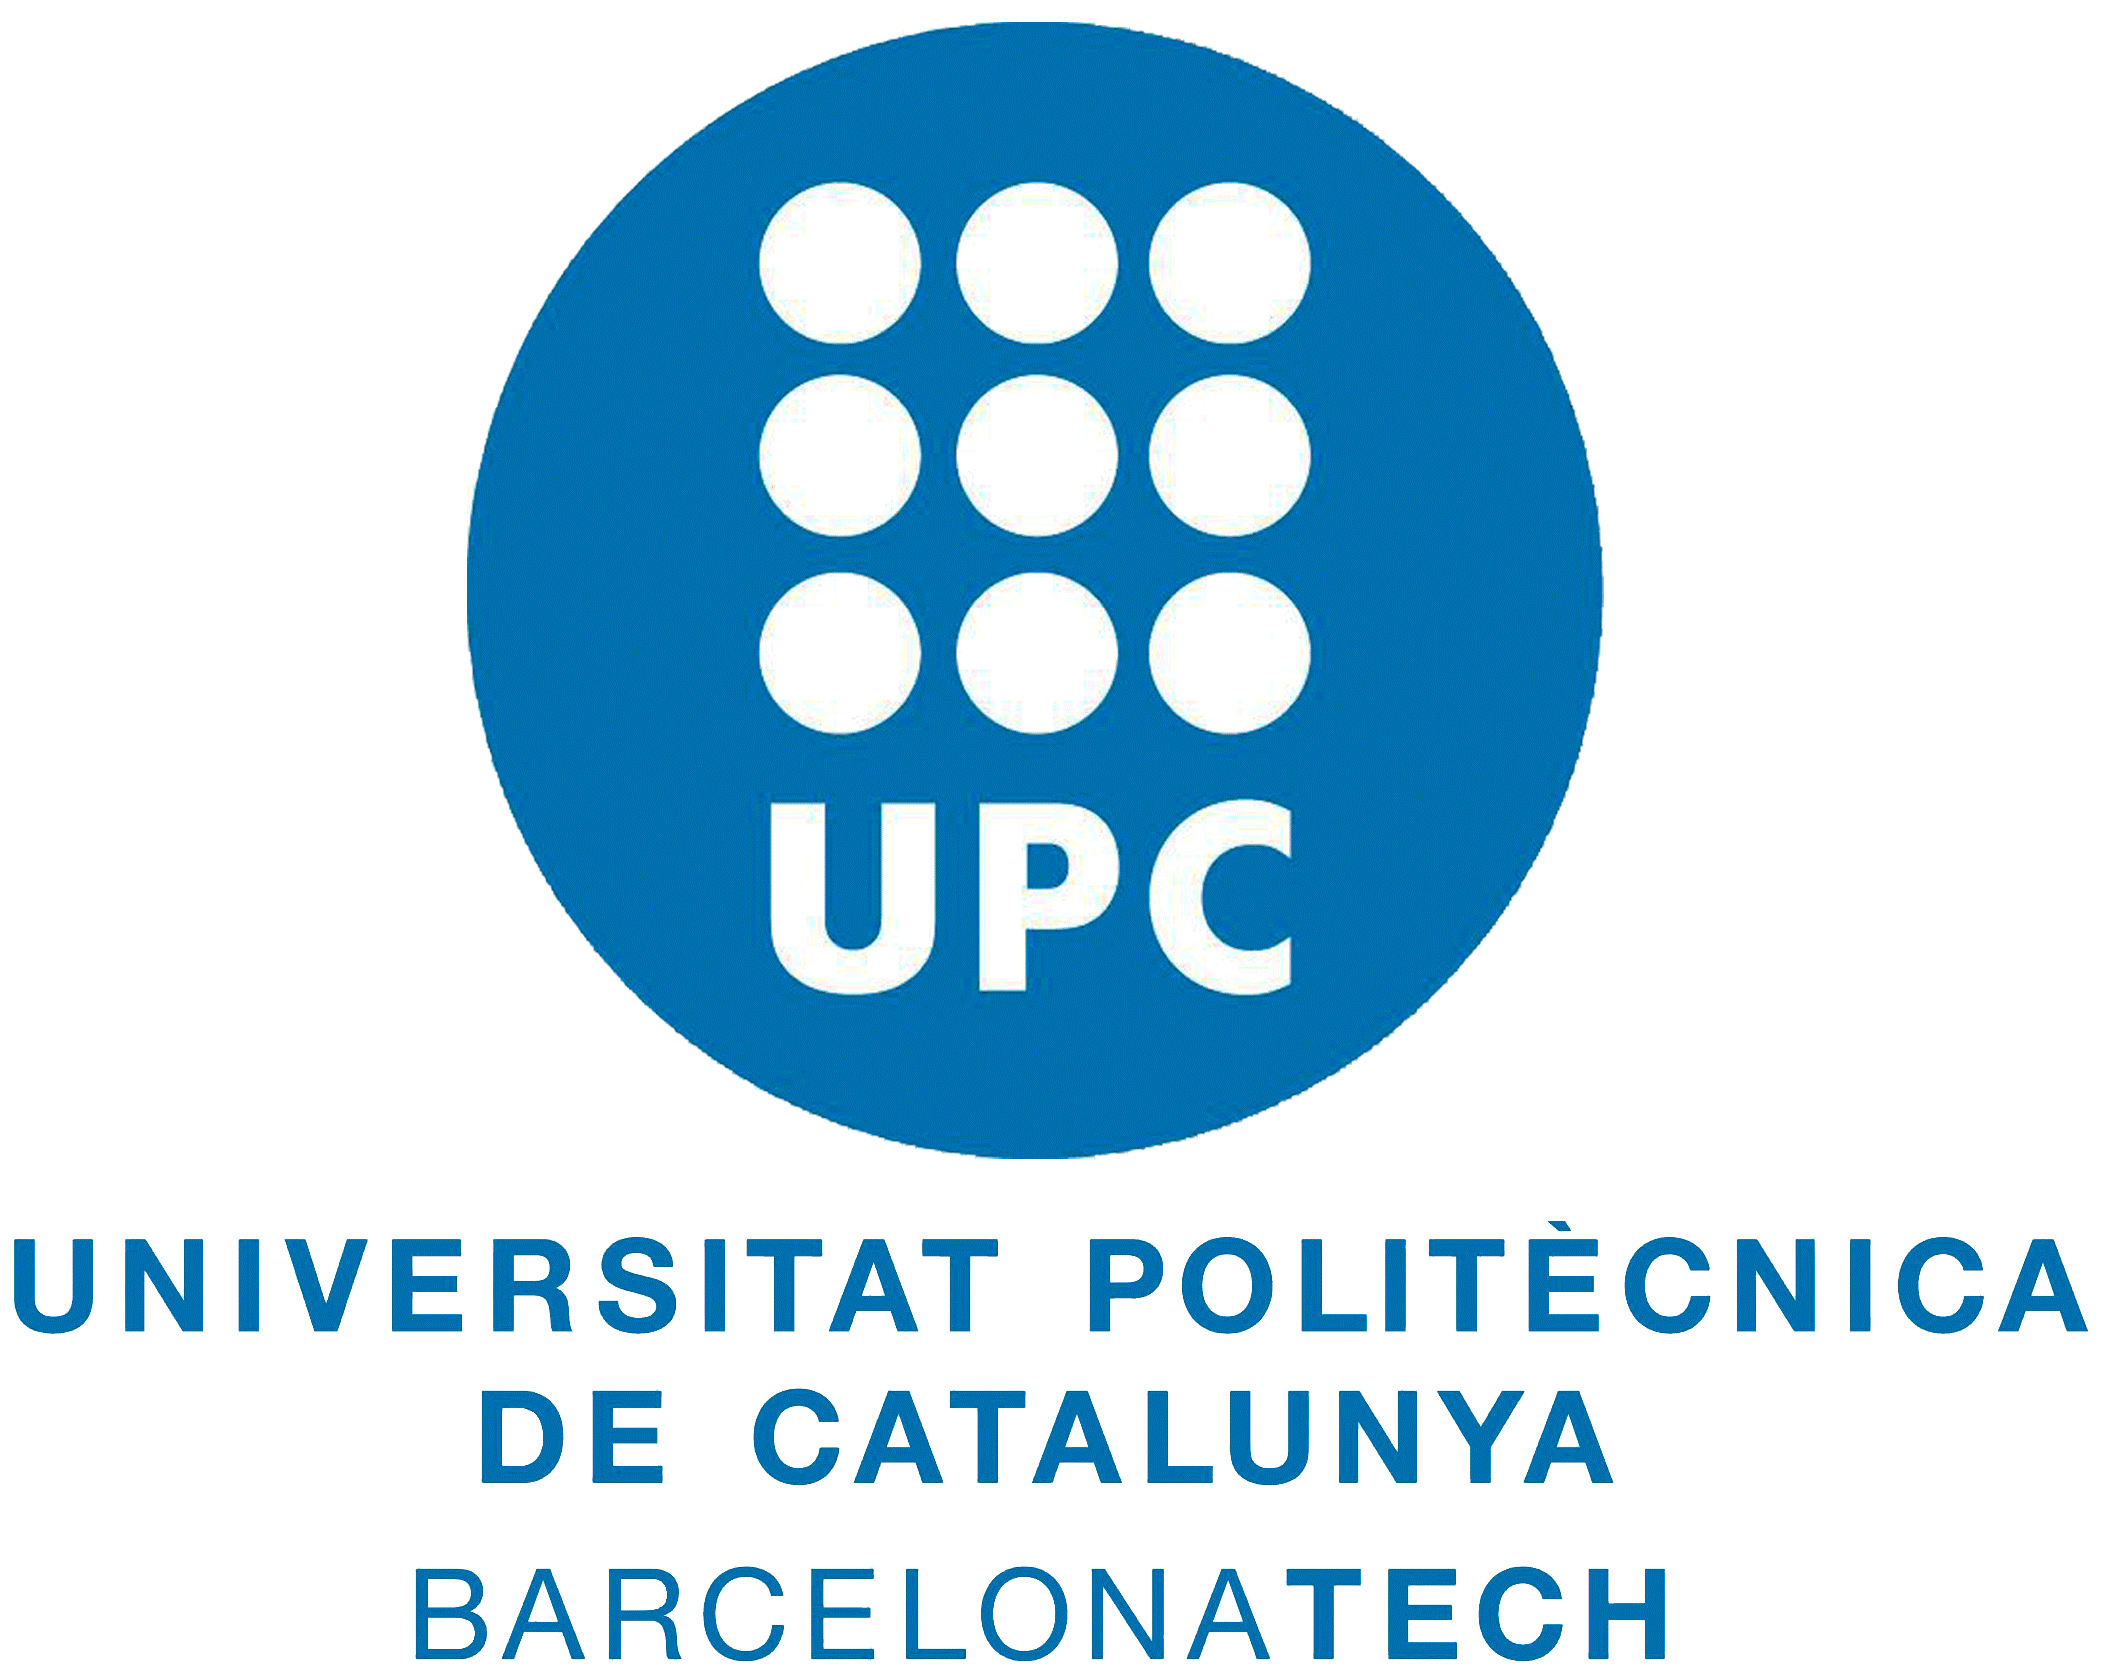 UPC
UNIVERSITAT POLITÈCNICA
DE CATALUNYA
BARCELONATECH